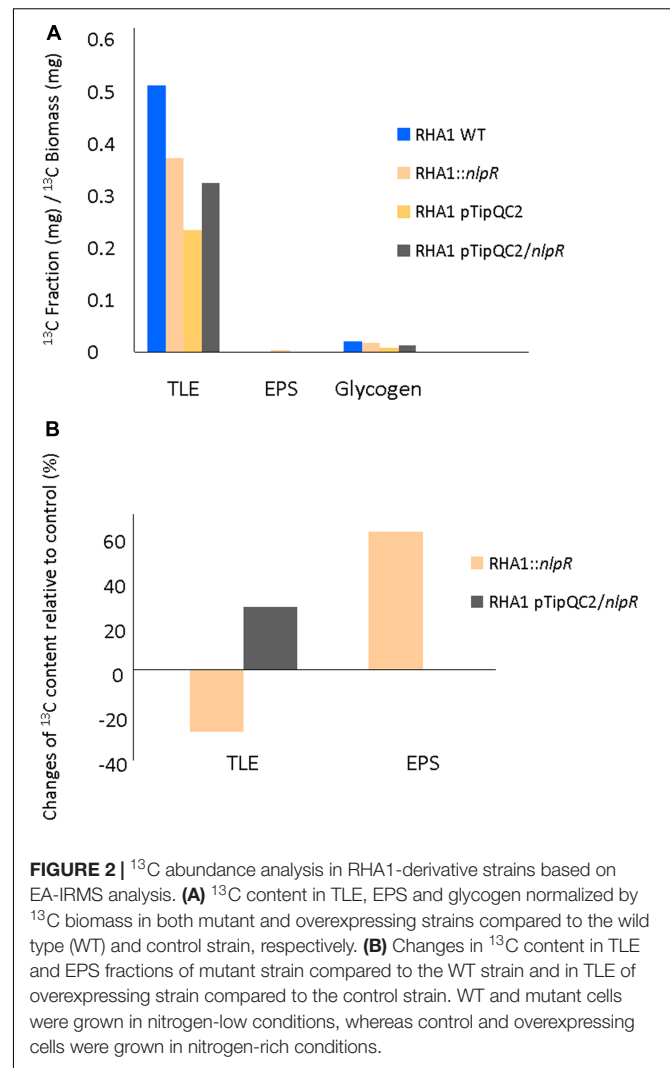 A
0.6
0.5
0.4
0.3
0.2
0.1
0
¹³C Fraction (mg) / ¹³C Biomass (mg)
RHA1 WT
RHA1::nlpR
RHA1 pTipQC2
RHA1 pTipQC2/nlpR
TLE EPS Glycogen
B
Changes of ¹³C content relative to control (%)
60
40
20
0
-20
-40
RHA1::nlpR
RHA1 pTipQC2/nlpR
TLE EPS
FIGURE 2 | ¹³C abundance analysis in RHA1-derivative strains based on
EA-IRMS analysis. (A) ¹³C content in TLE, EPS and glycogen normalized by
¹³C biomass in both mutant and overexpressing strains compared to the wild
type (WT) and control strain, respectively. (B) Changes in ¹³C content in TLE
and EPS fractions of mutant strain compared to the WT strain and in TLE of
overexpressing strain compared to the control strain. WT and mutant cells
were grown in nitrogen-low conditions, whereas control and overexpressing
cells were grown in nitrogen-rich conditions.